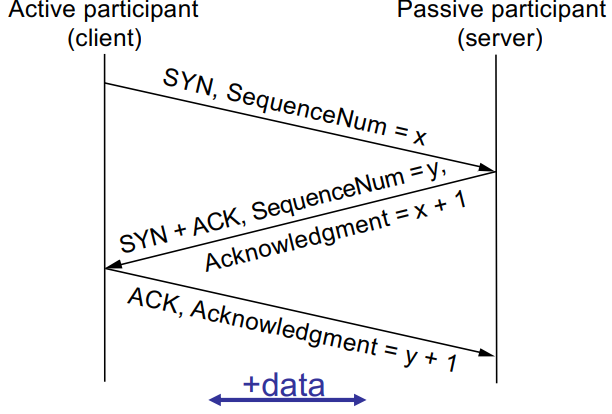 Active participant
(client)
Passive participant
(server)
SYN, SequenceNum = x
SYN + ACK, SequenceNum = y,
Acknowledgment = x + 1
ACK, Acknowledgment = y + 1
+data